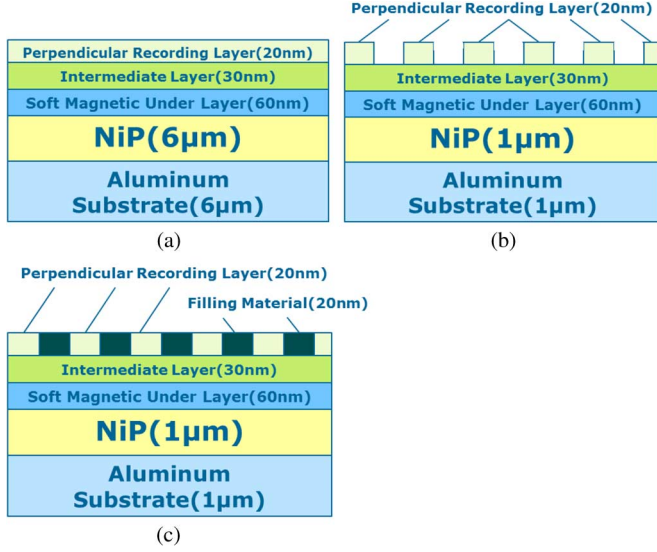 Perpendicular Recording Layer(20nm)
Intermediate Layer(30nm)
Soft Magnetic Under Layer(60nm)
NiP(6µm)
Aluminum
Substrate(6µm)
(a)
Perpendicular Recording Layer(20nm)
Intermediate Layer(30nm)
Soft Magnetic Under Layer(60nm)
NiP(1µm)
Aluminum
Substrate(1µm)
(b)
Perpendicular Recording Layer(20nm)
Filling Material(20nm)
Intermediate Layer(30nm)
Soft Magnetic Under Layer(60nm)
NiP(1µm)
Aluminum
Substrate(1µm)
(c)